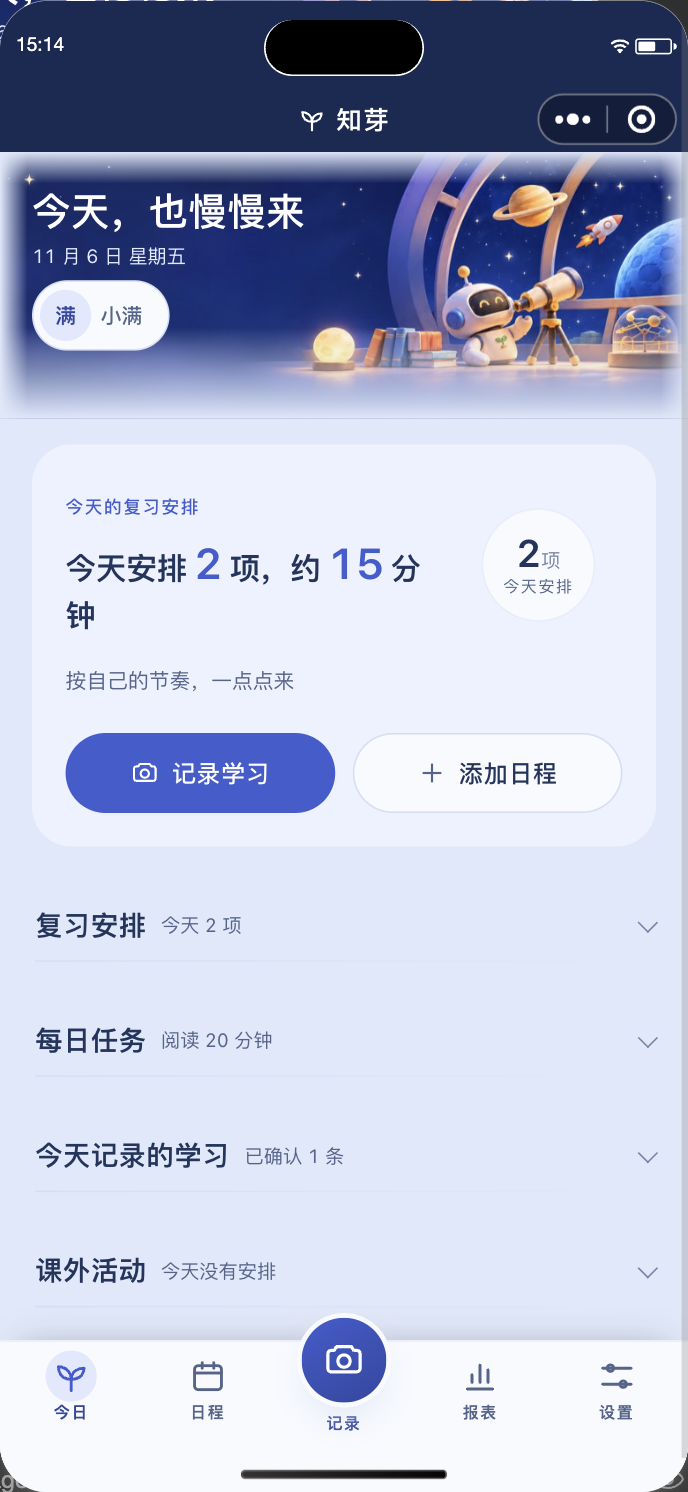 15:14
知芽
今天，也慢慢来
11 月 6 日 星期五
满 小满
今天的复习安排
今天安排 2 项，约 15 分
钟
2项
今天安排
按自己的节奏，一点点来
记录学习
添加日程
复习安排 今天 2 项
每日任务 阅读 20 分钟
今天记录的学习 已确认 1 条
课外活动 今天没有安排
今日
日程
记录
报表
设置